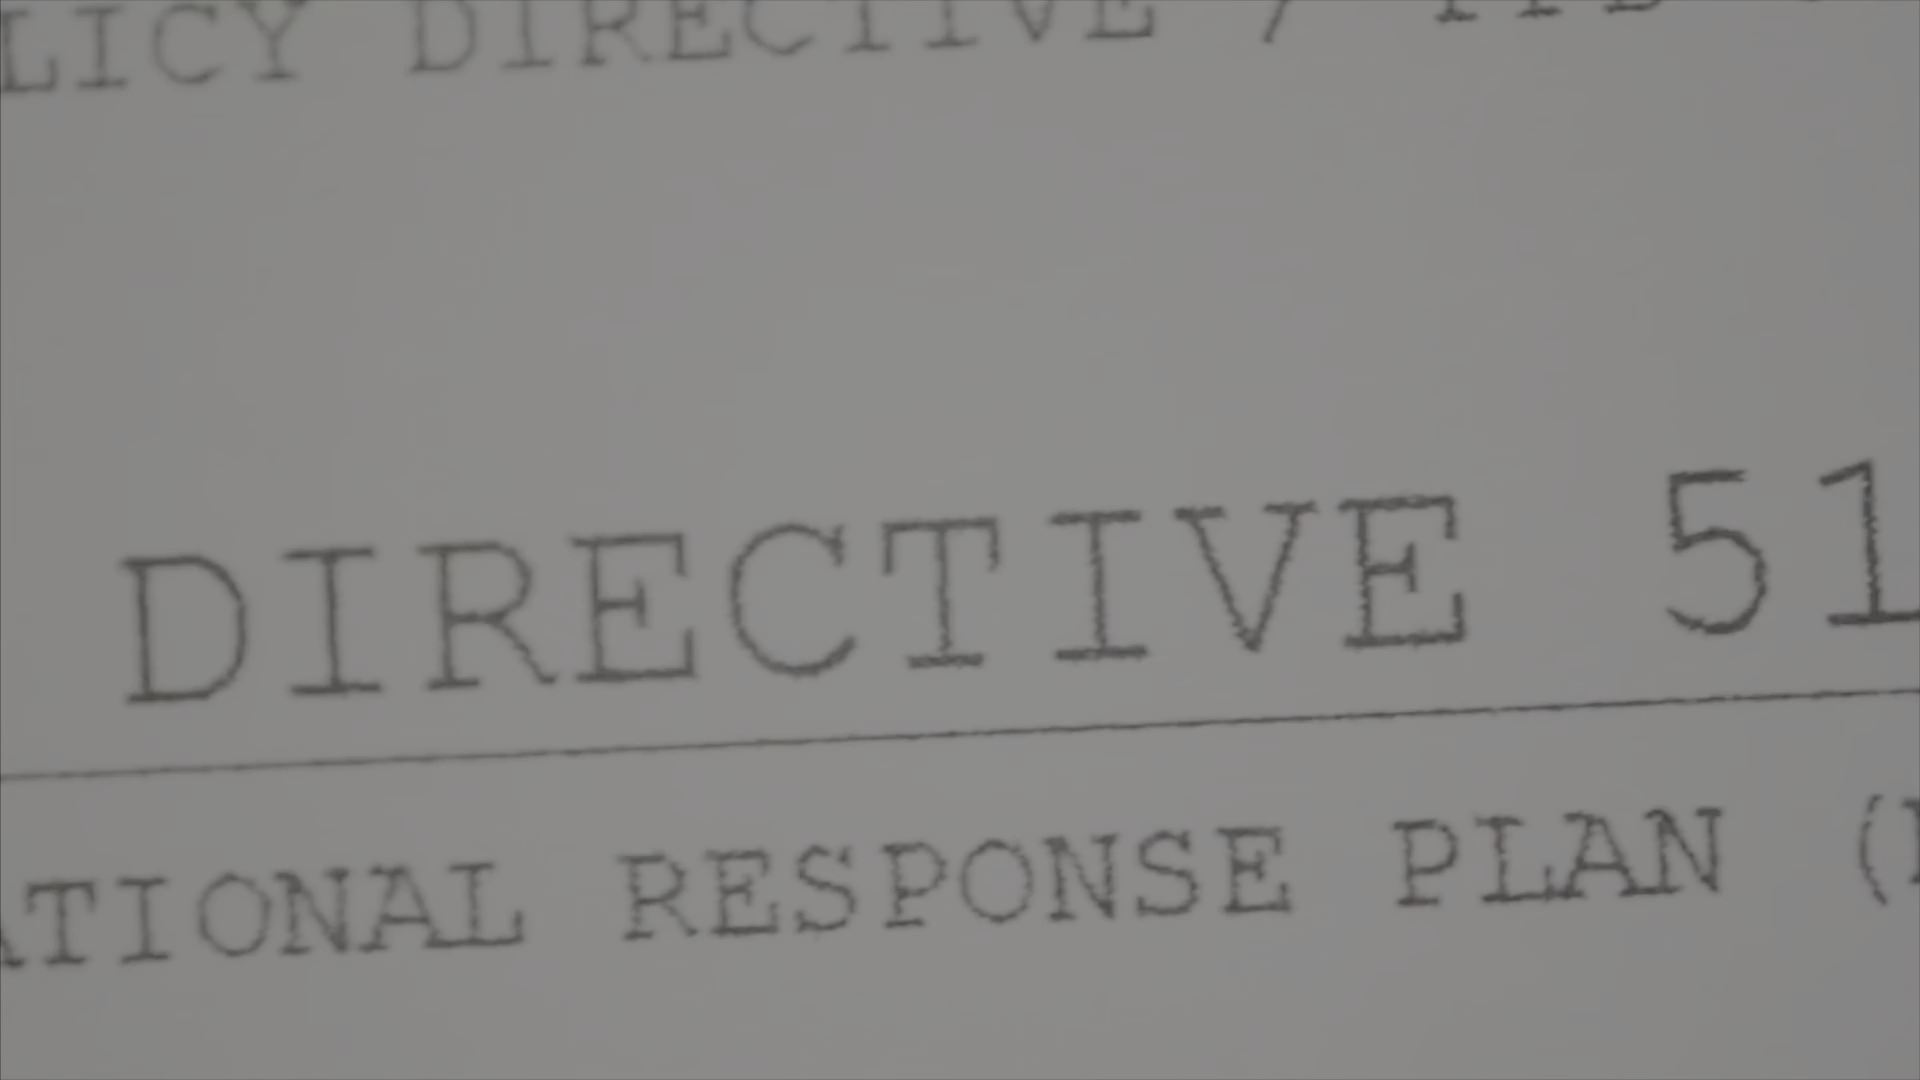 LICY DIRECTIVE /
DIRECTIVE 51
ATIONAL RESPONSE PLAN (